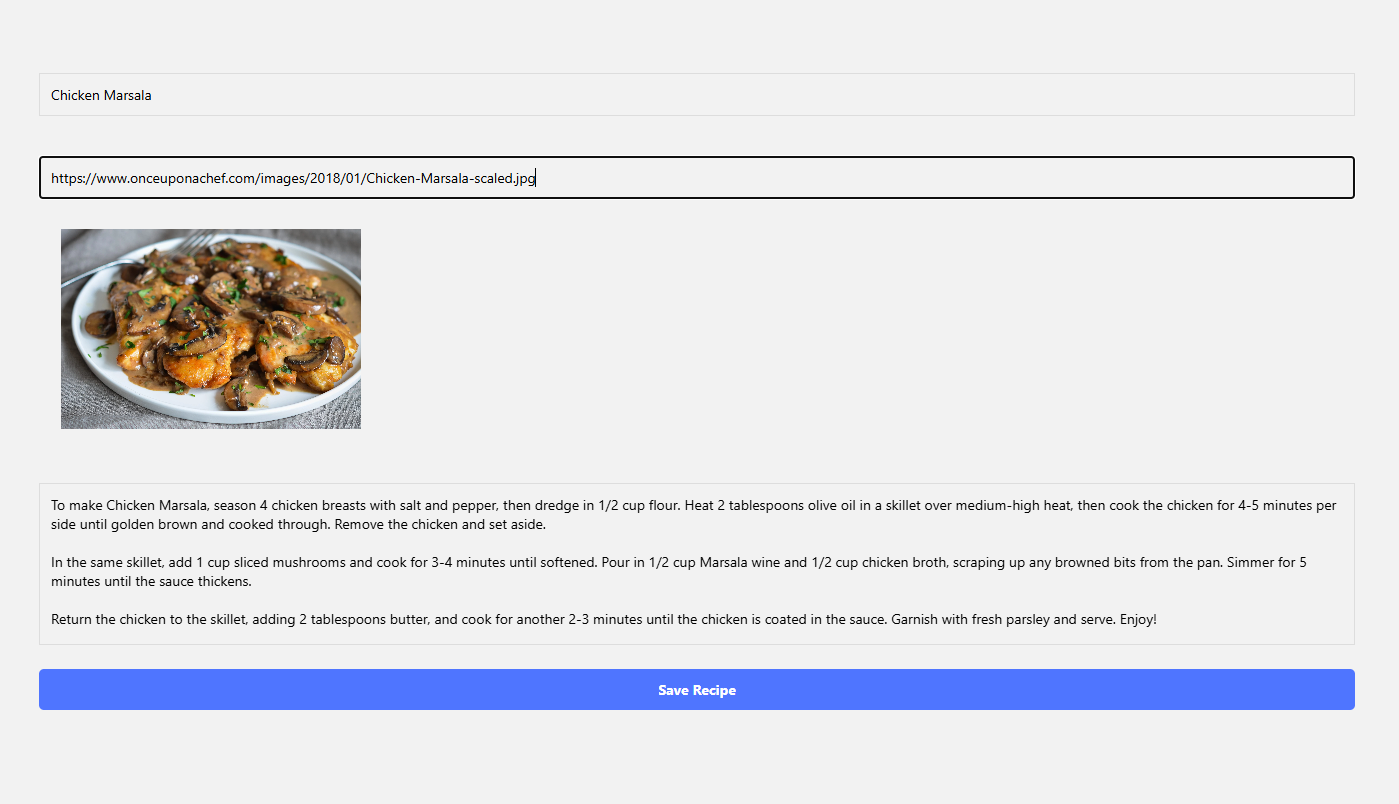 Chicken Marsala
https://www.onceuponachef.com/images/2018/01/Chicken-Marsala-scaled.jpg
To make Chicken Marsala, season 4 chicken breasts with salt and pepper, then dredge in 1/2 cup flour. Heat 2 tablespoons olive oil in a skillet over medium-high heat, then cook the chicken for 4-5 minutes per
side until golden brown and cooked through. Remove the chicken and set aside.
In the same skillet, add 1 cup sliced mushrooms and cook for 3-4 minutes until softened. Pour in 1/2 cup Marsala wine and 1/2 cup chicken broth, scraping up any browned bits from the pan. Simmer for 5
minutes until the sauce thickens.
Return the chicken to the skillet, adding 2 tablespoons butter, and cook for another 2-3 minutes until the chicken is coated in the sauce. Garnish with fresh parsley and serve. Enjoy!
Save Recipe